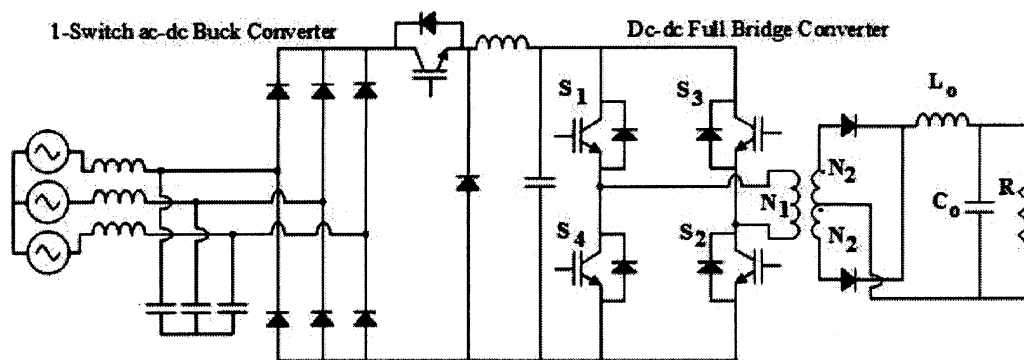 1-Switch ac-dc Buck Converter
Dc-dc Full Bridge Converter
S1
S3
Lo
N2
N1
Co
R
S4
S2
N2